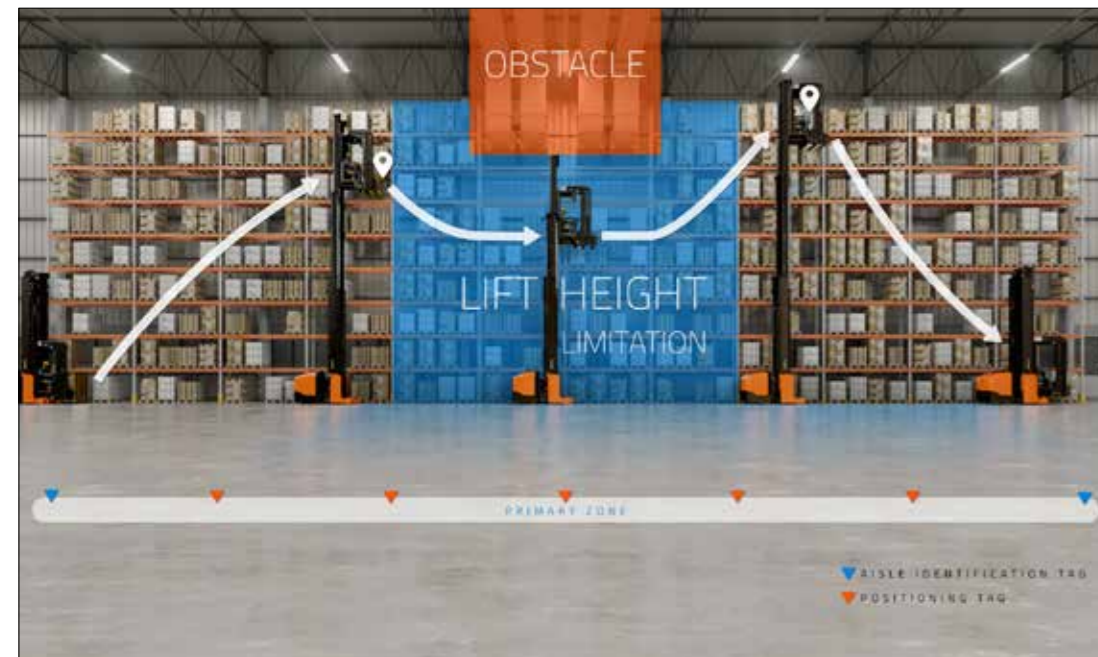 OBSTACLE
LIFT HEIGHT
LIMITATION
PRIMARY ZONE
AISLE IDENTIFICATION TAG
POSITIONING TAG